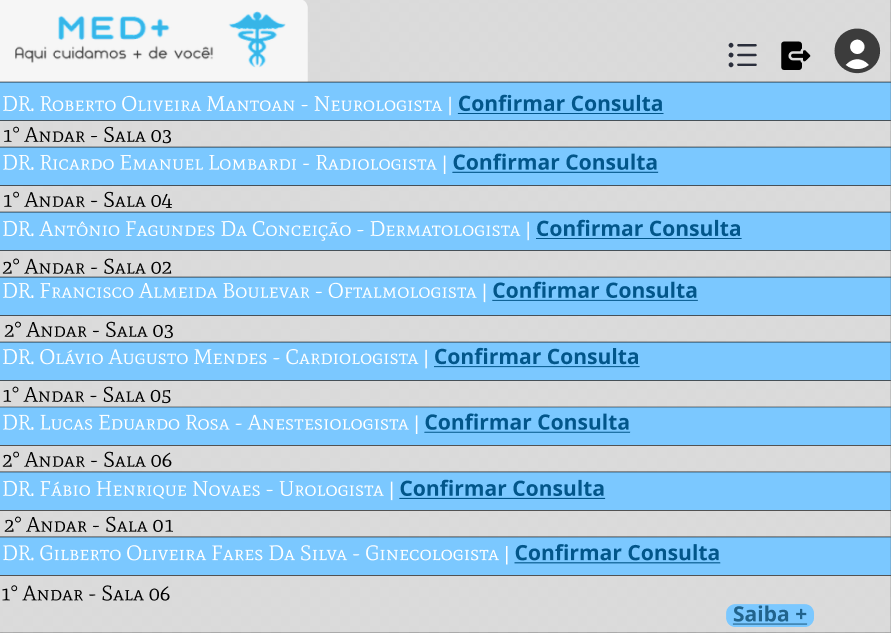 MED+
Aqui cuidamos + de você!
DR. Roberto Oliveira Mantoan - Neurologista | Confirmar Consulta
1° Andar - Sala 03
DR. Ricardo Emanuel Lombardi - Radiologista | Confirmar Consulta
1° Andar - Sala 04
DR. Antônio Fagundes Da Conceição - Dermatologista | Confirmar Consulta
2° Andar - Sala 02
DR. Francisco Almeida Boulevar - Oftalmologista | Confirmar Consulta
2° Andar - Sala 03
DR. Olávio Augusto Mendes - Cardiologista | Confirmar Consulta
1° Andar - Sala 05
DR. Lucas Eduardo Rosa - Anestesiologista | Confirmar Consulta
2° Andar - Sala 06
DR. Fábio Henrique Novaes - Urologista | Confirmar Consulta
2° Andar - Sala 01
DR. Gilberto Oliveira Fares Da Silva - Ginecologista | Confirmar Consulta
1° Andar - Sala 06
Saiba +